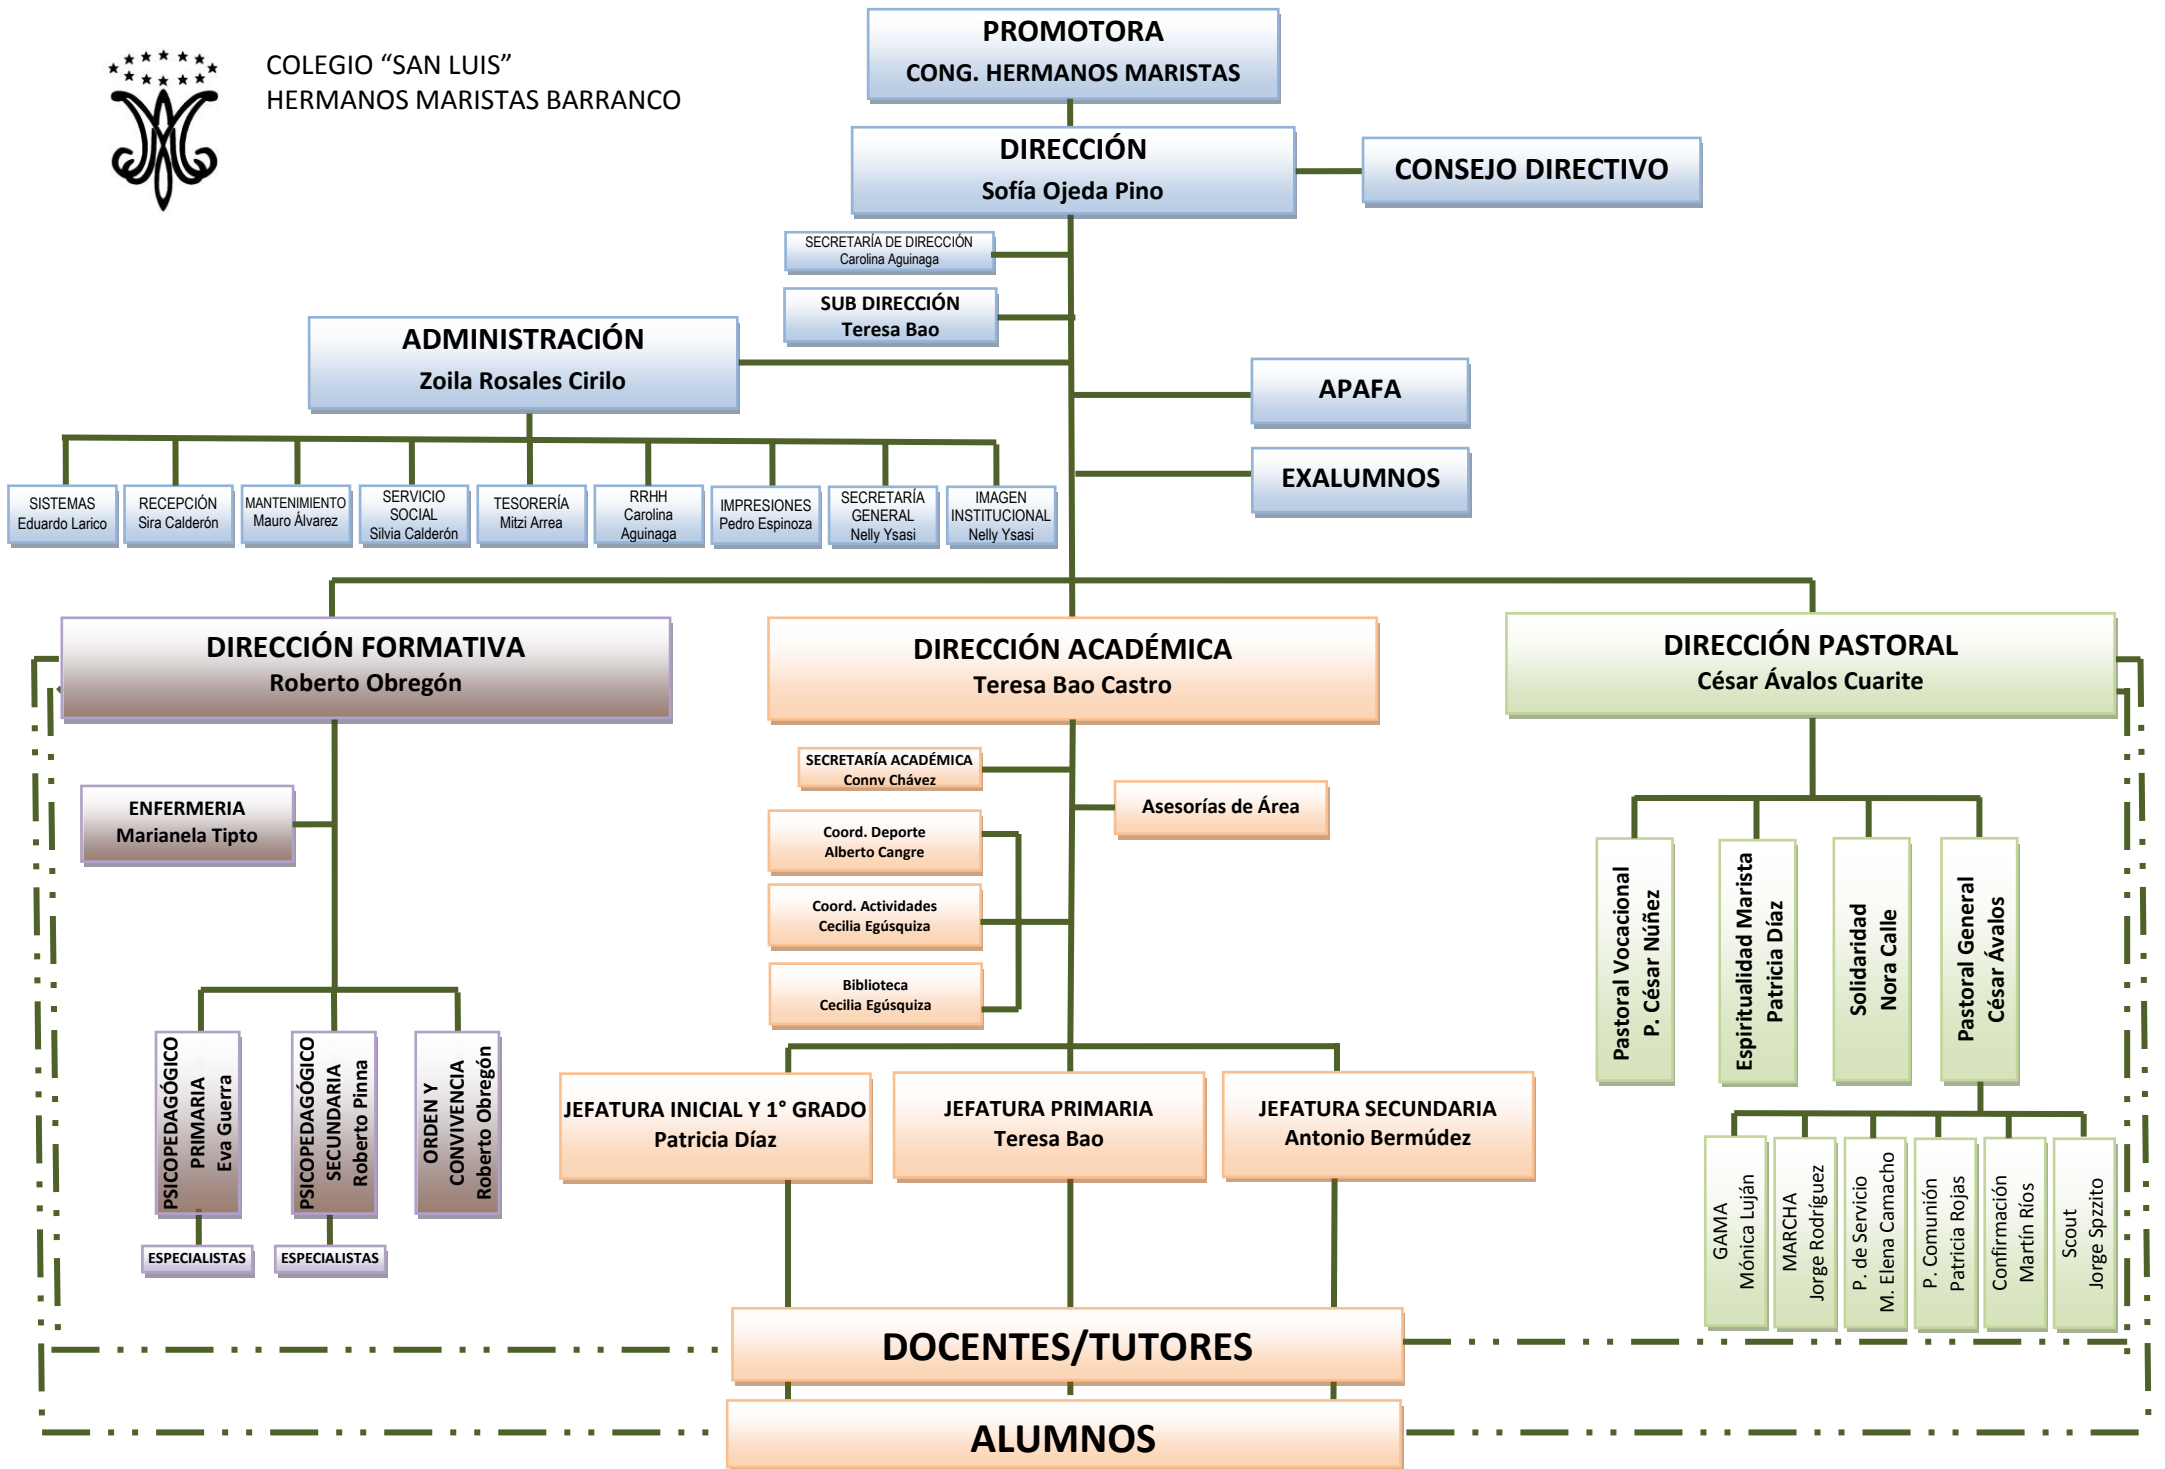 COLEGIO “SAN LUIS”
HERMANOS MARISTAS BARRANCO
PROMOTORA
CONG. HERMANOS MARISTAS
DIRECCIÓN
Sofía Ojeda Pino
CONSEJO DIRECTIVO
SECRETARÍA DE DIRECCIÓN
Carolina Aguinaga
SUB DIRECCIÓN
Teresa Bao
ADMINISTRACIÓN
Zoila Rosales Cirilo
APAFA
EXALUMNOS
SISTEMAS
Eduardo Larico
RECEPCIÓN
Sira Calderón
MANTENIMIENTO
Mauro Álvarez
SERVICIO
SOCIAL
Silvia Calderón
TESORERÍA
Mitzi Arrea
RRHH
Carolina
Aguinaga
IMPRESIONES
Pedro Espinoza
SECRETARÍA
GENERAL
Nelly Ysasi
IMAGEN
INSTITUCIONAL
Nelly Ysasi
DIRECCIÓN FORMATIVA
Roberto Obregón
DIRECCIÓN ACADÉMICA
Teresa Bao Castro
DIRECCIÓN PASTORAL
César Ávalos Cuarite
ENFERMERIA
Marianela Tipto
PSICOPEDAGÓGICO
PRIMARIA
Eva Guerra
PSICOPEDAGÓGICO
SECUNDARIA
Roberto Pinna
ORDEN Y
CONVIVENCIA
Roberto Obregón
ESPECIALISTAS
ESPECIALISTAS
SECRETARÍA ACADÉMICA
Conny Chávez
Asesorías de Área
Coord. Deporte
Alberto Cangre
Coord. Actividades
Cecilia Egúsquiza
Biblioteca
Cecilia Egúsquiza
JEFATURA INICIAL Y 1° GRADO
Patricia Díaz
JEFATURA PRIMARIA
Teresa Bao
JEFATURA SECUNDARIA
Antonio Bermúdez
Pastoral Vocacional
P. César Núñez
Espiritualidad Marista
Patricia Díaz
Solidaridad
Nora Calle
Pastoral General
César Ávalos
GAMA
Mónica Luján
MARCHA
Jorge Rodríguez
P. de Servicio
M. Elena Camacho
P. Comunión
Patricia Rojas
Confirmación
Martín Ríos
Scout
Jorge Spzzito
DOCENTES/TUTORES
ALUMNOS